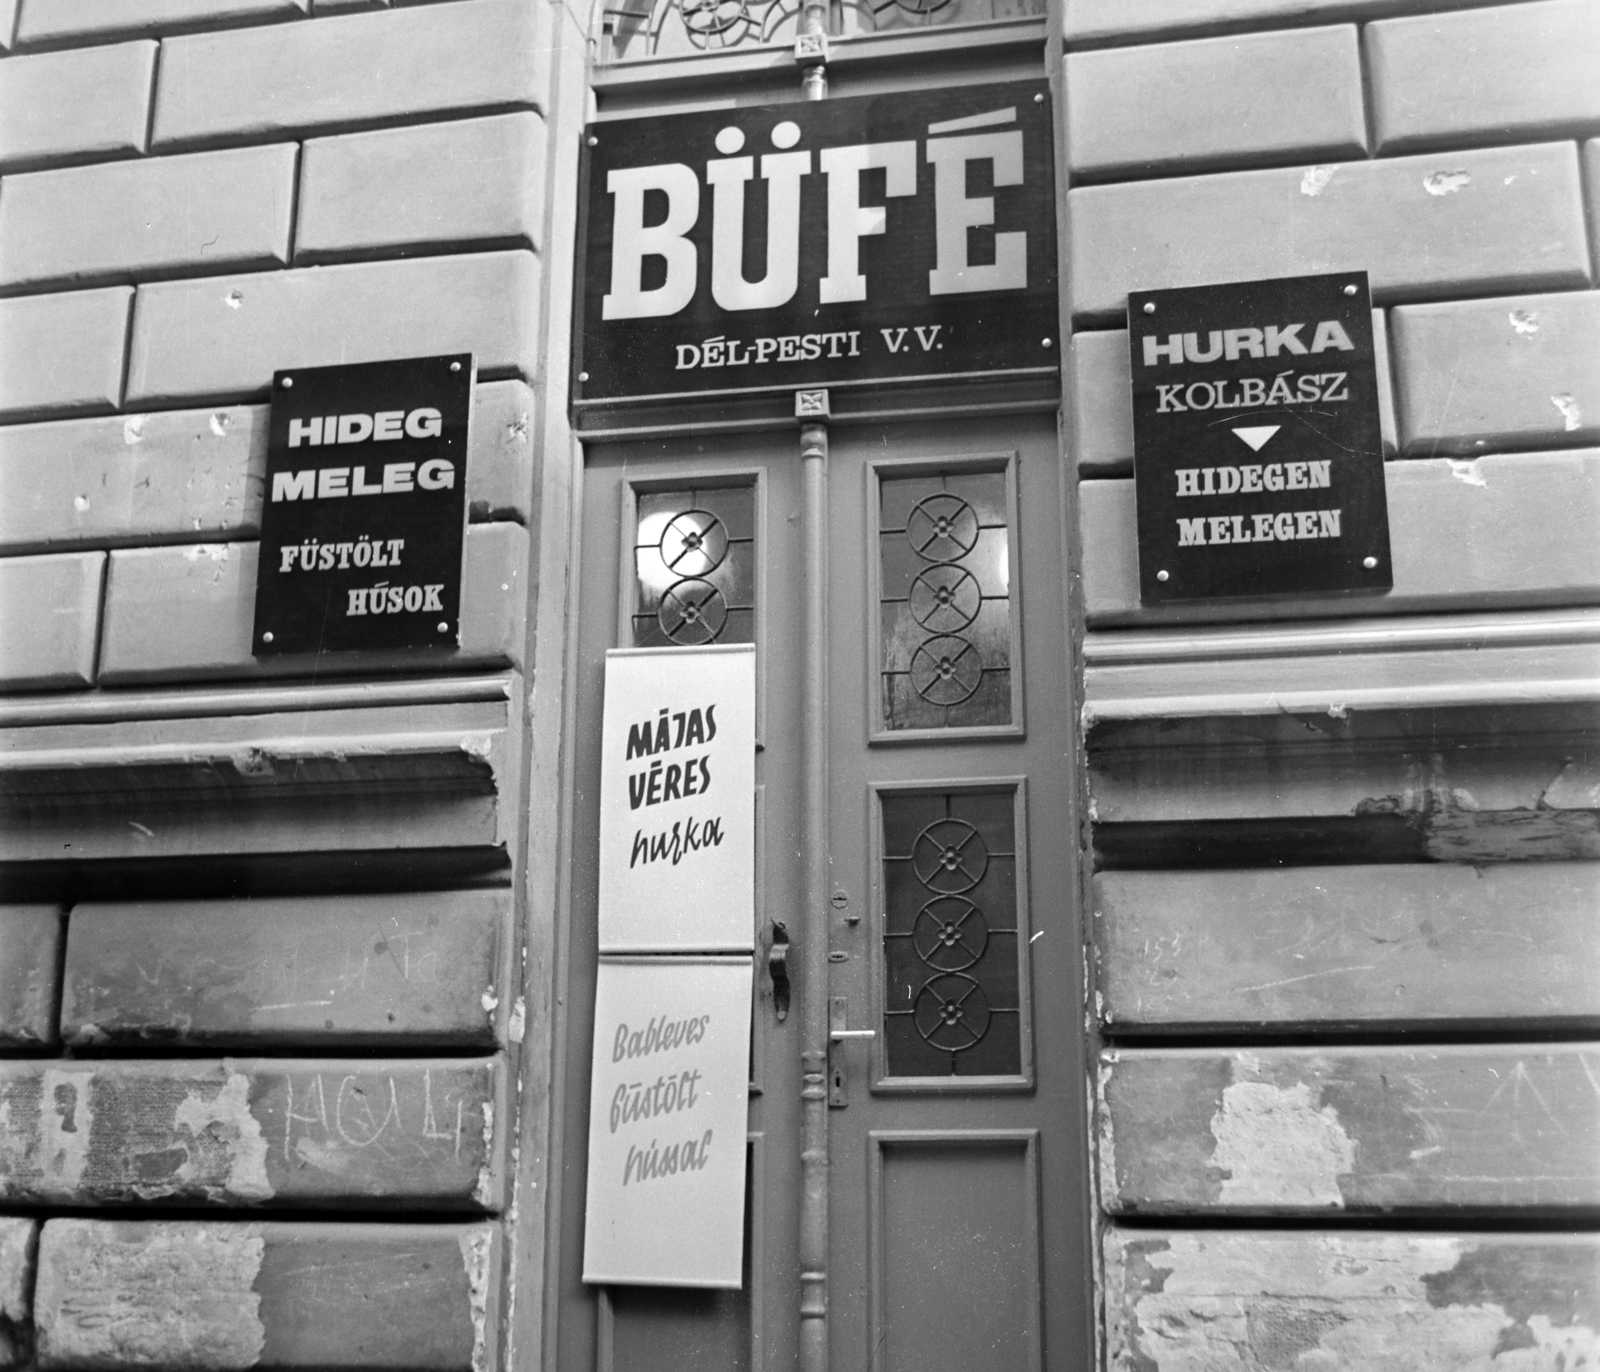 BÜFÉ
DÉL-PESTI V.V.
HIDEG
MELEG
FÜSTÖLT
HÚSOK
HURKA
KOLBÁSZ
HIDEGEN
MELEGEN
MÁJAS
VÉRES
hurka
Bableves
füstölt
hússal